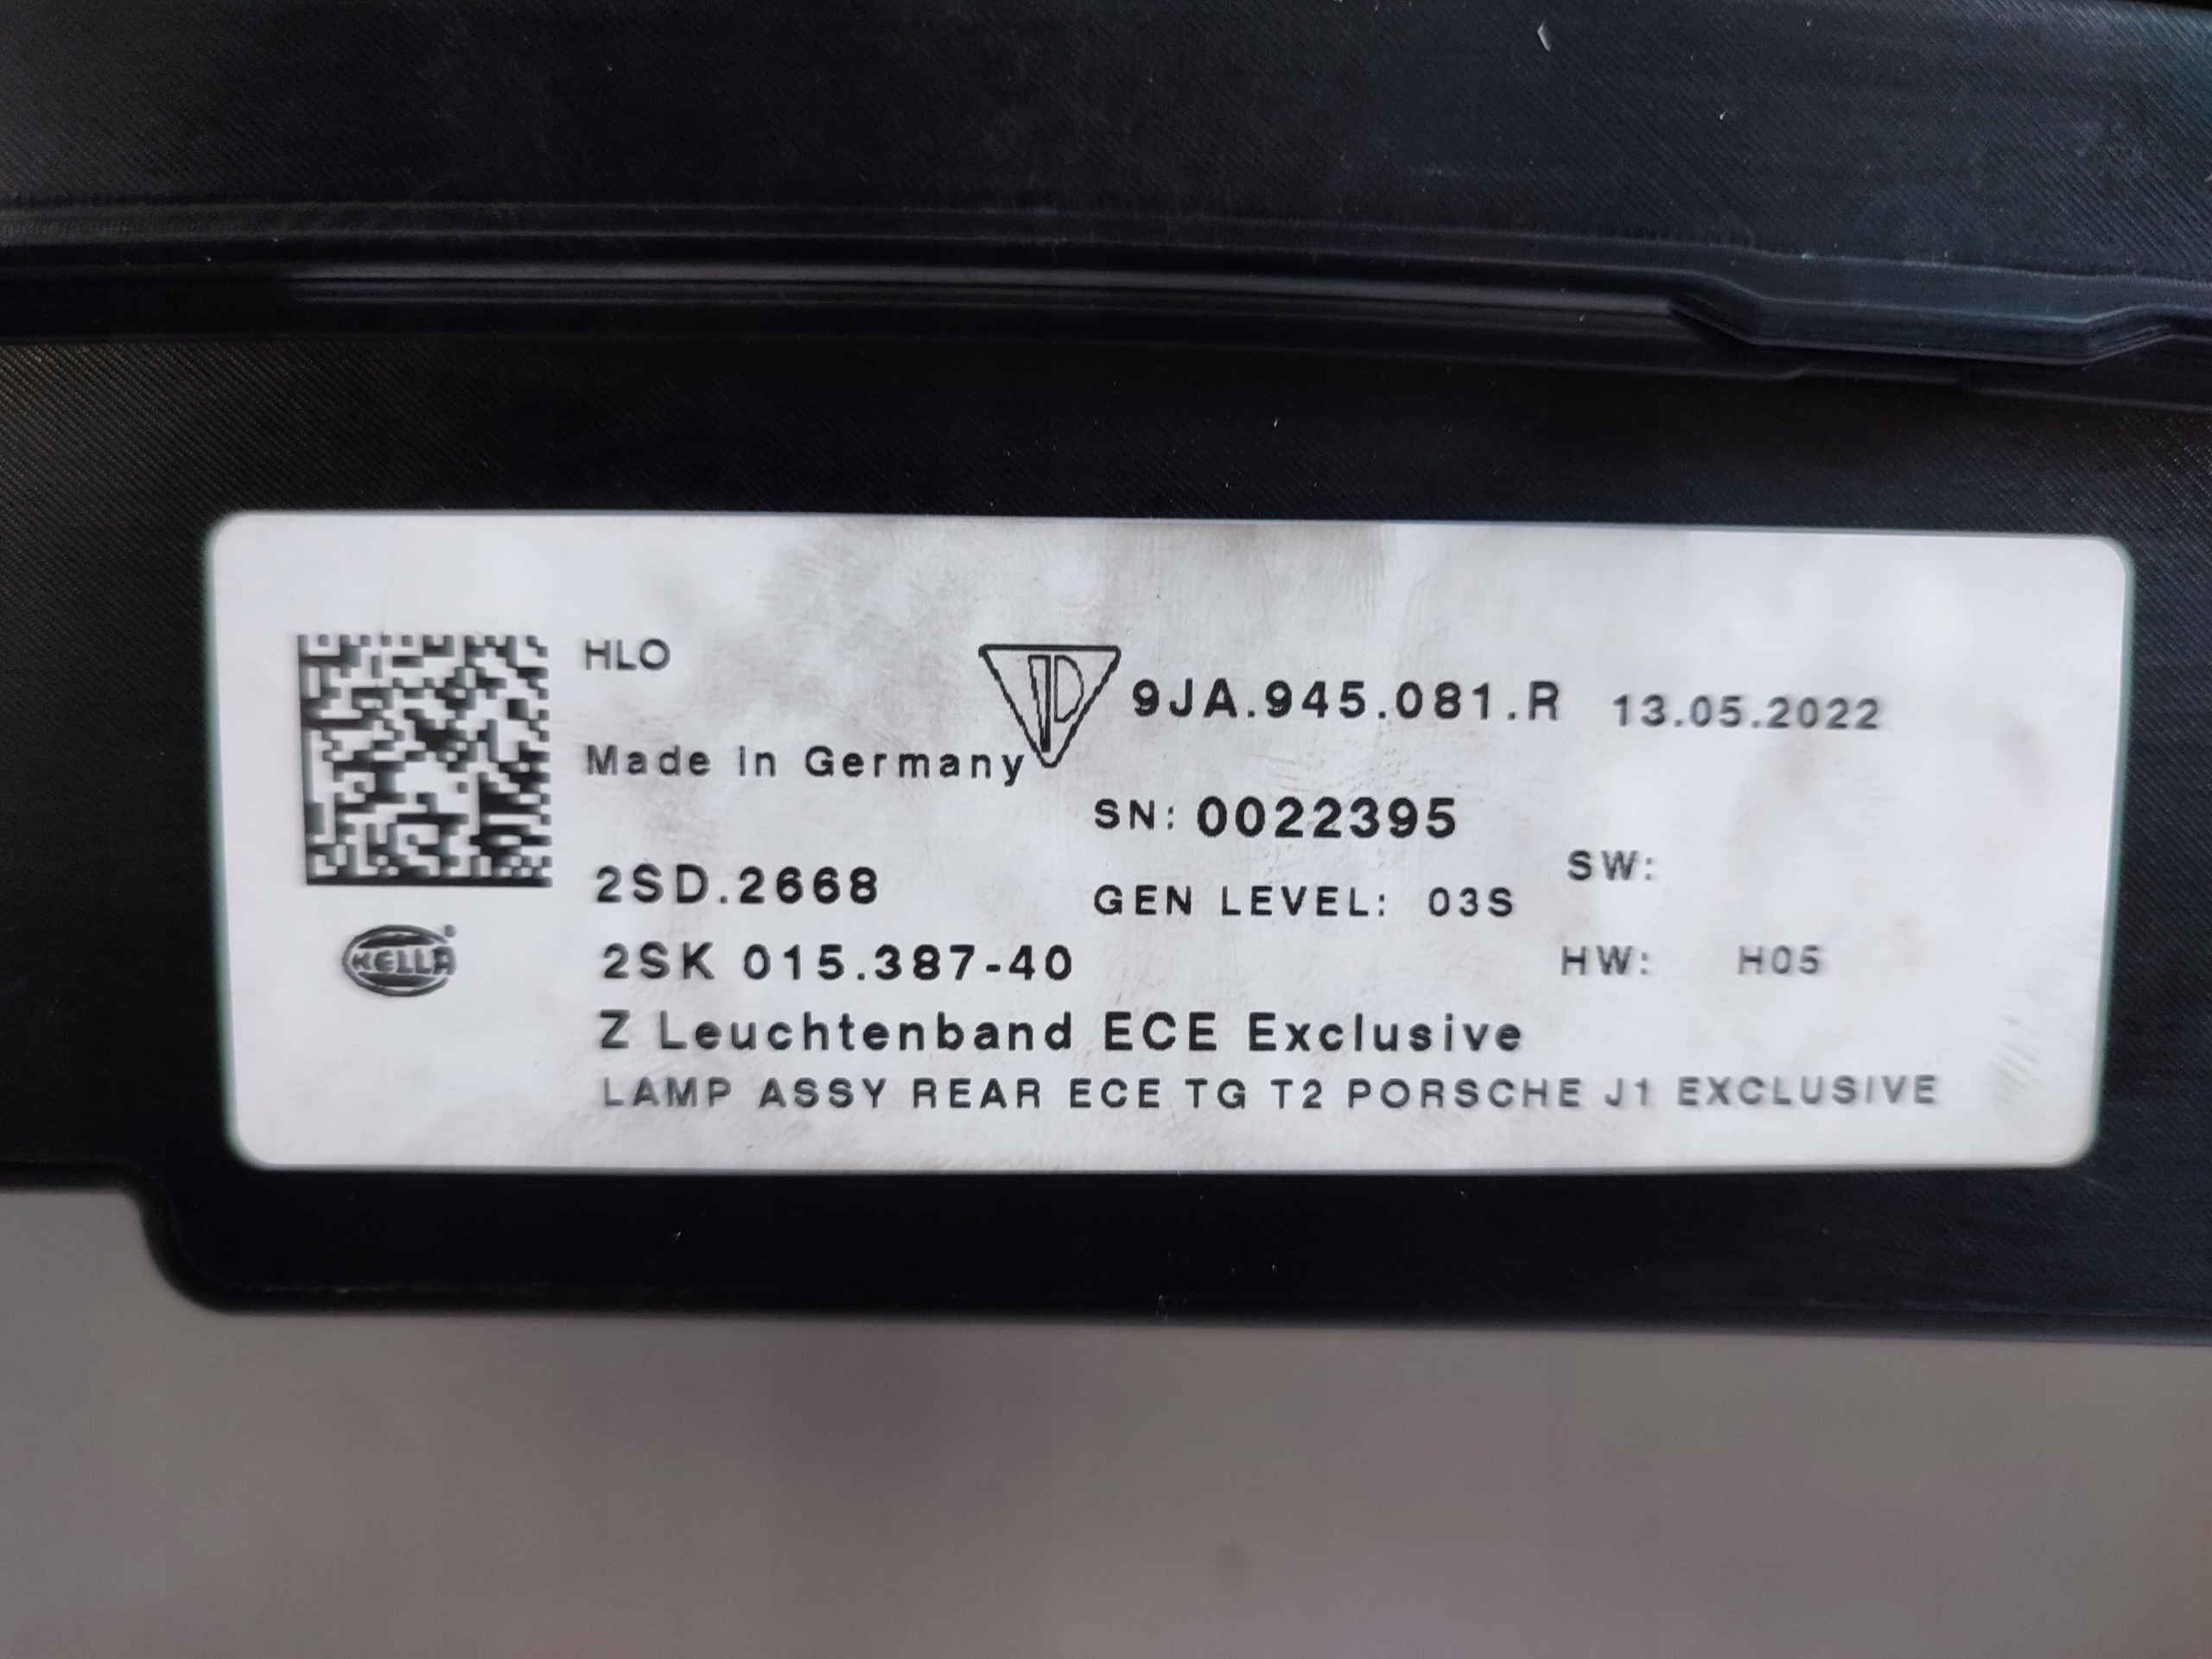 HLO
9JA.945.081.R 13.05.2022
Made in Germany
SN: 0022395
2SD.2668
SW:
GEN LEVEL: 03S
HELLA
2SK 015.387-40
HW: H05
Z Leuchtenband ECE Exclusive
LAMP ASSY REAR ECE TG T2 PORSCHE J1 EXCLUSIVE